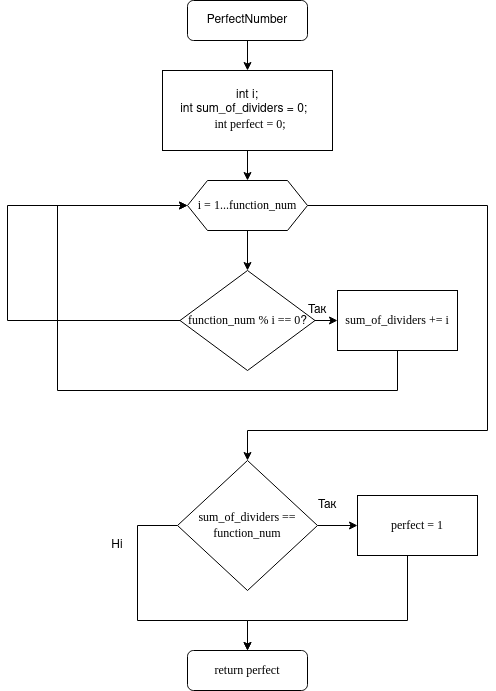 PerfectNumber
int i;
int sum_of_dividers = 0;
int perfect = 0;
i = 1...function_num
function_num % i == 0?
Так
sum_of_dividers += i
sum_of_dividers ==
function_num
Так
perfect = 1
Ні
return perfect